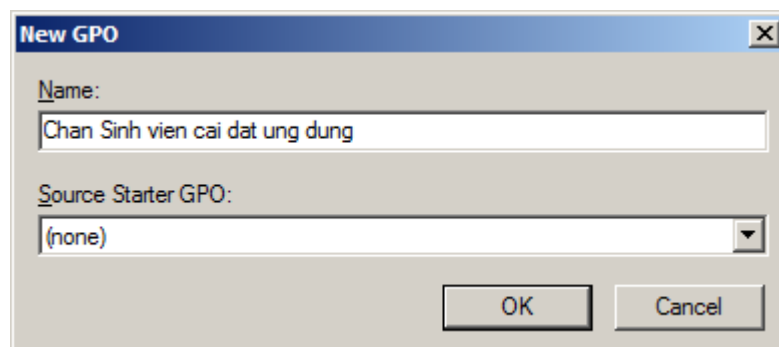 New GPO
Name:
Chan Sinh vien cai dat ung dung
Source Starter GPO:
(none)
OK Cancel